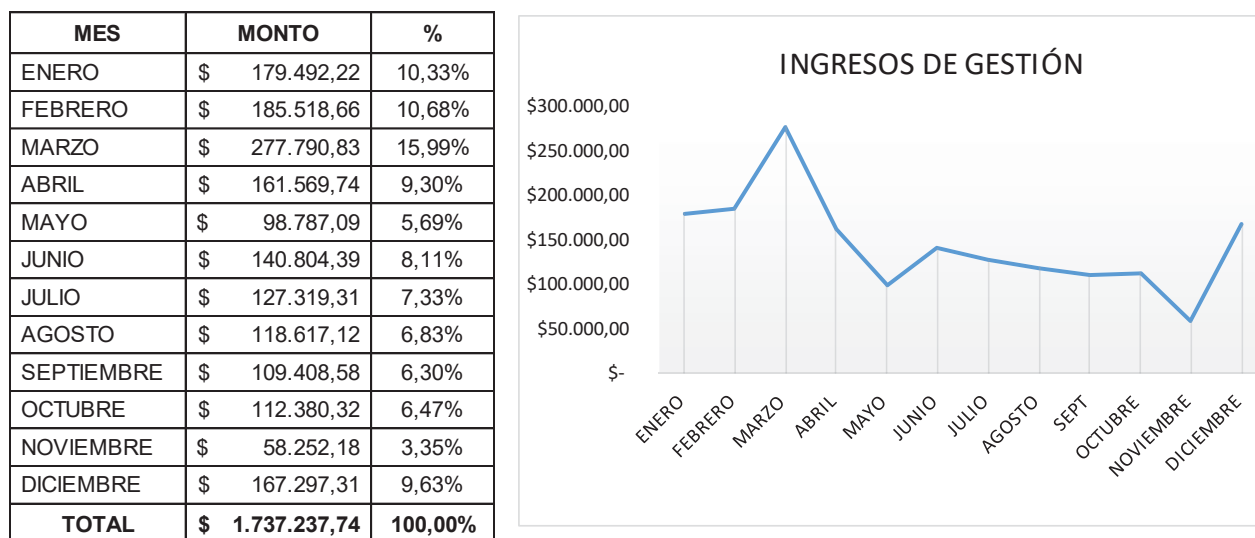 MES MONTO %
ENERO $ 179.492,22 10,33%
FEBRERO $ 185.518,66 10,68%
MARZO $ 277.790,83 15,99%
ABRIL $ 161.569,74 9,30%
MAYO $ 98.787,09 5,69%
JUNIO $ 140.804,39 8,11%
JULIO $ 127.319,31 7,33%
AGOSTO $ 118.617,12 6,83%
SEPTIEMBRE $ 109.408,58 6,30%
OCTUBRE $ 112.380,32 6,47%
NOVIEMBRE $ 58.252,18 3,35%
DICIEMBRE $ 167.297,31 9,63%
TOTAL $ 1.737.237,74 100,00%
INGRESOS DE GESTIÓN
$300.000,00
$250.000,00
$200.000,00
$150.000,00
$100.000,00
$50.000,00
$-
ENERO
FEBRERO
MARZO
ABRIL
MAYO
JUNIO
JULIO
AGOSTO
SEPT
OCTUBRE
NOVIEMBRE
DICIEMBRE